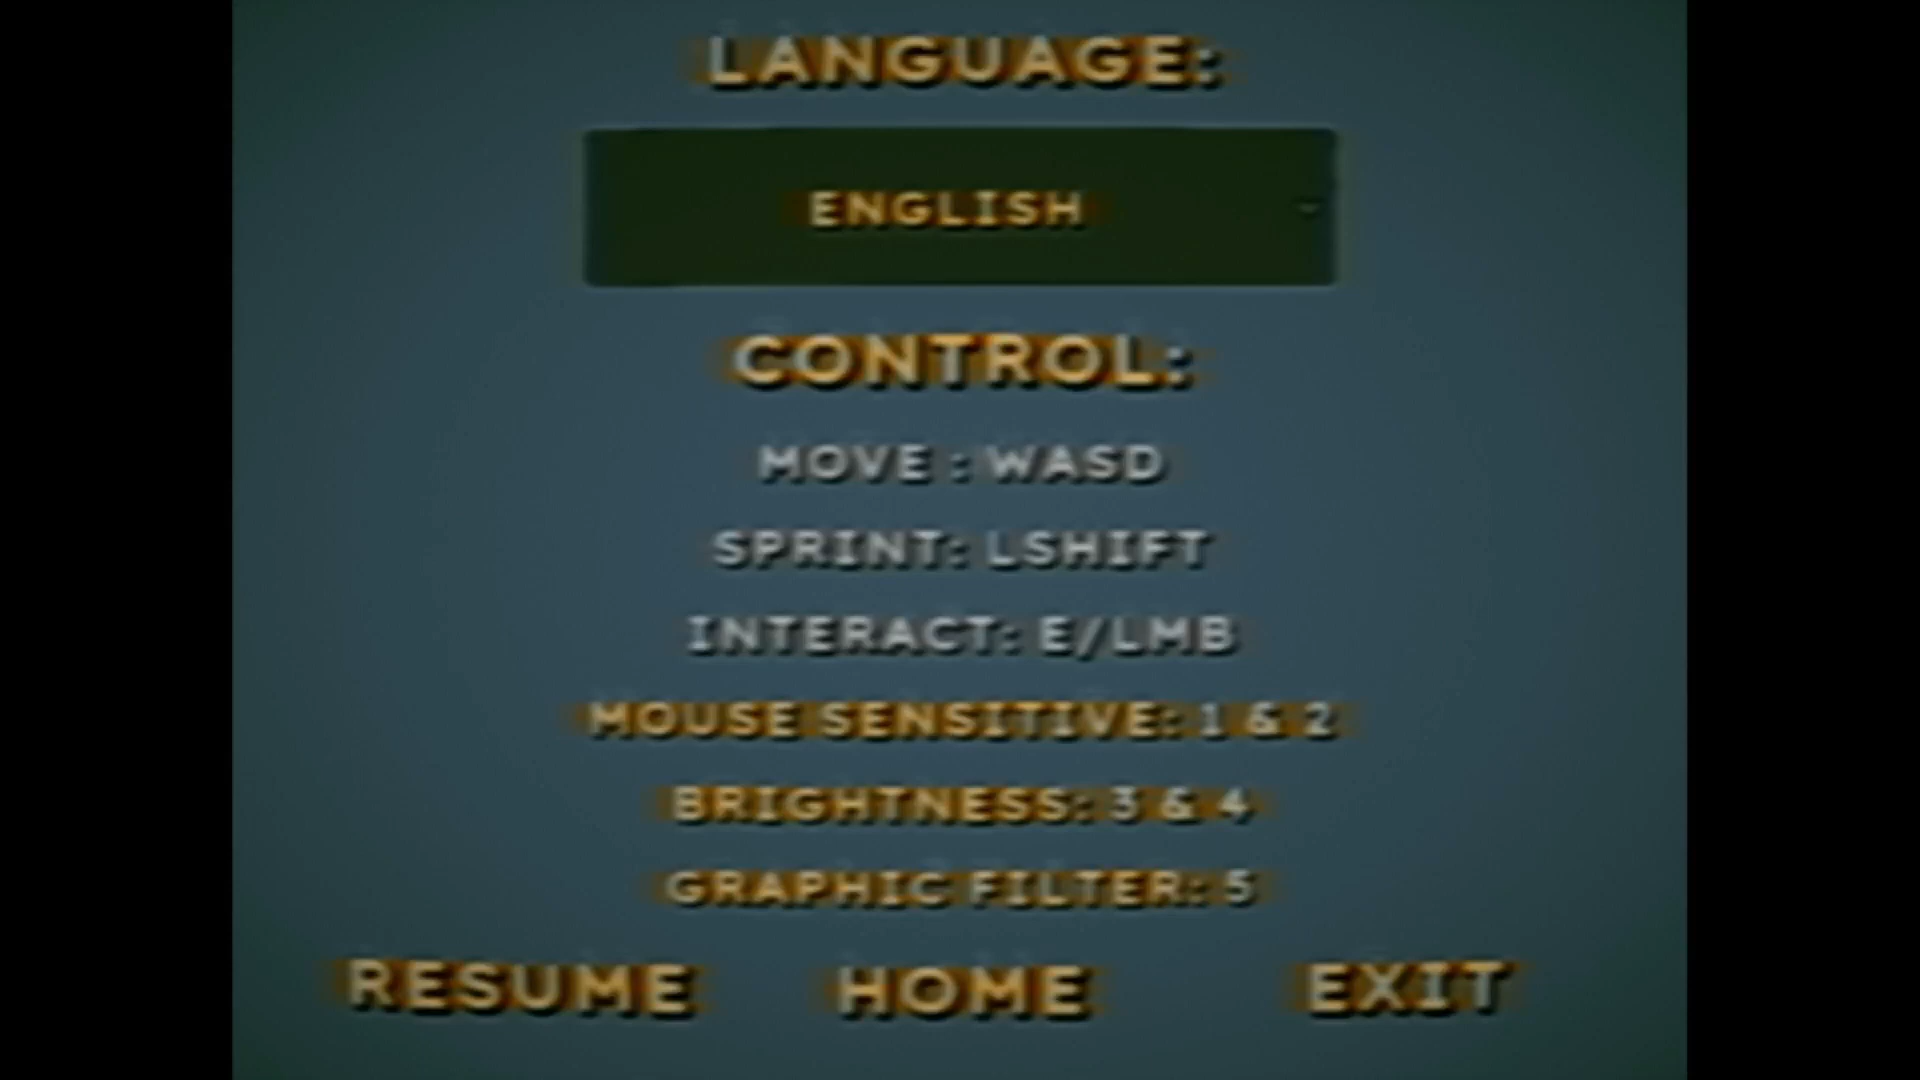 LANGUAGE:
ENGLISH
CONTROL:
MOVE : WASD
SPRINT: LSHIFT
INTERACT: E/LMB
MOUSE SENSITIVE: 1 & 2
BRIGHTNESS: 3 & 4
GRAPHIC FILTER: 5
RESUME HOME EXIT